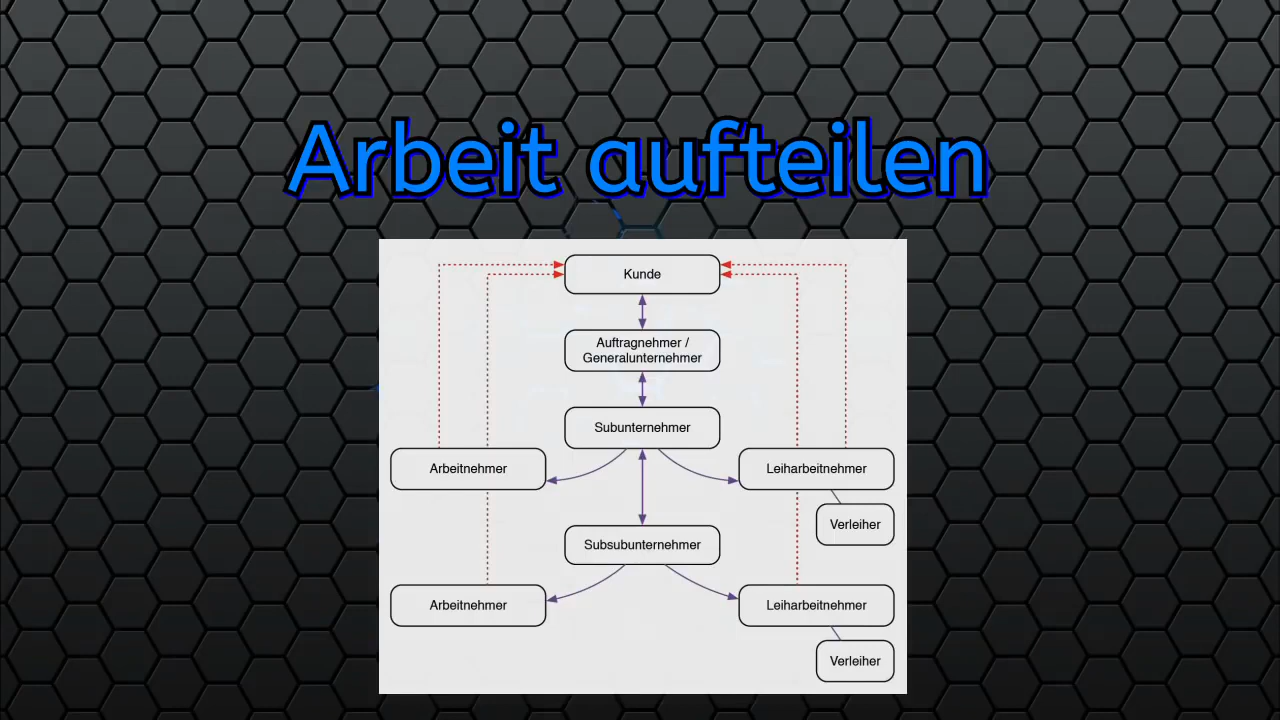 Arbeit aufteilen
Kunde
Auftragnehmer /
Generalunternehmer
Subunternehmer
Arbeitnehmer
Leiharbeitnehmer
Verleiher
Subsubunternehmer
Arbeitnehmer
Leiharbeitnehmer
Verleiher